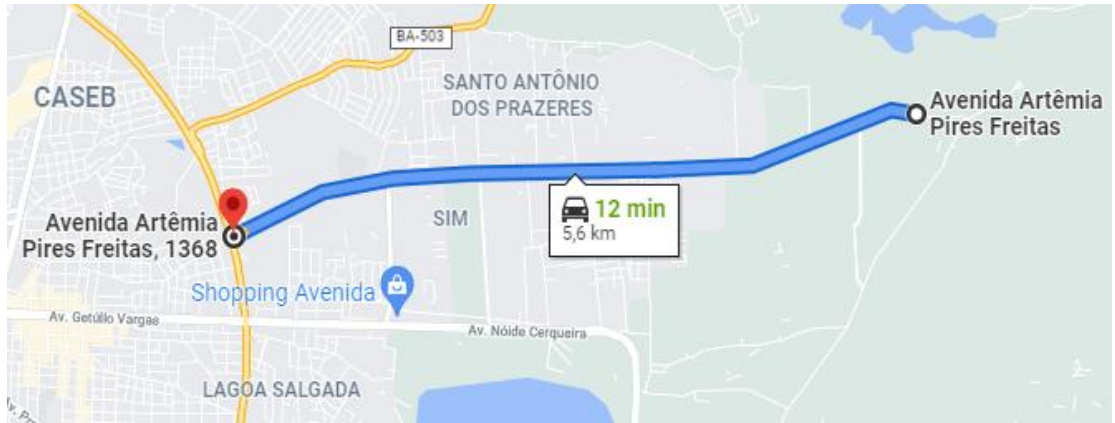 BA-503
CASEB
SANTO ANTÔNIO
DOS PRAZERES
Avenida Artêmia
Pires Freitas
12 min
5,6 km
Avenida Artêmia
Pires Freitas, 1368
SIM
Shopping Avenida
Av. Getúlio Vargas
Av. Nóide Cerqueira
LAGOA SALGADA